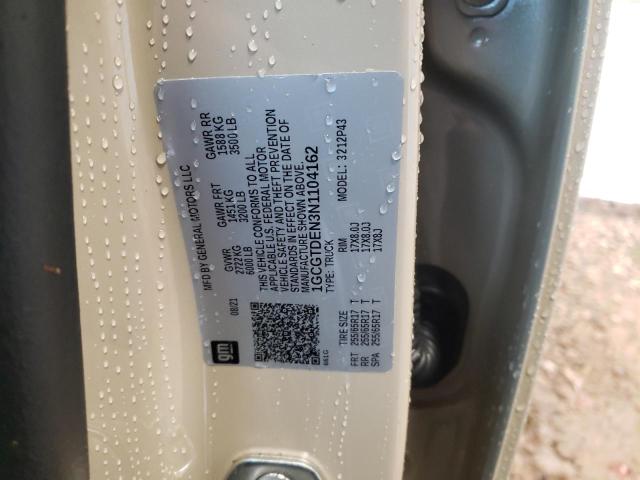 gm
MFD BY GENERAL MOTORS LLC
08/21
GVWR
2722 KG
6000 LB
GAWR FRT
1451 KG
3200 LB
GAWR RR
1588 KG
3500 LB
THIS VEHICLE CONFORMS TO ALL
APPLICABLE U.S. FEDERAL MOTOR
VEHICLE SAFETY AND THEFT PREVENTION
STANDARDS IN EFFECT ON THE DATE OF
MANUFACTURE SHOWN ABOVE.
1GCGTDEN3N1104162
TYPE: TRUCK
MODEL: 3212P43
661G
TIRE SIZE RIM
FRT 255/65R17 T 17X8.0J
RR 255/65R17 T 17X8.0J
SPA 255/65R17 T 17X8J